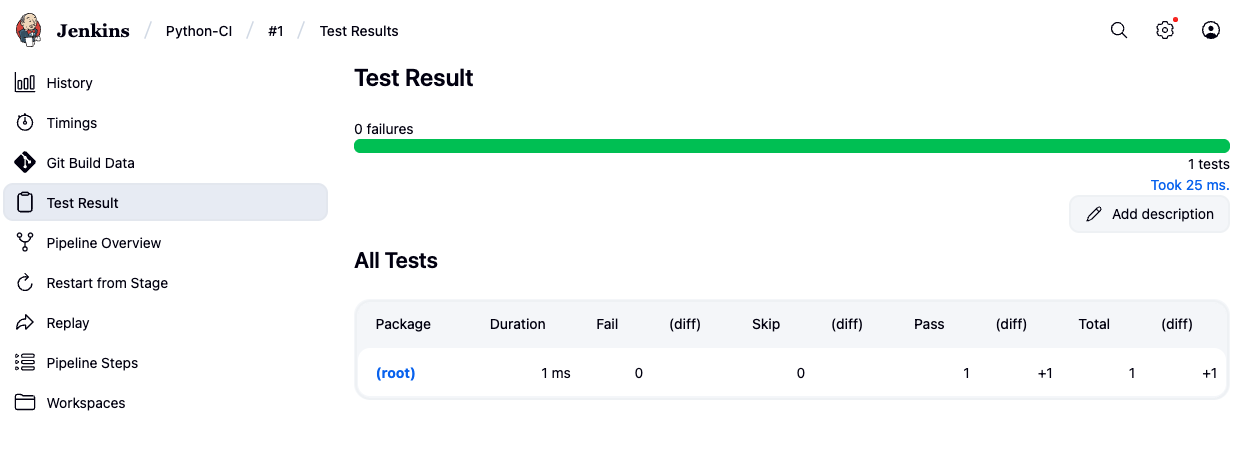 Jenkins / Python-CI / #1 / Test Results
History
Timings
Git Build Data
Test Result
Pipeline Overview
Restart from Stage
Replay
Pipeline Steps
Workspaces
Test Result
0 failures
1 tests
Took 25 ms.
Add description
All Tests
Package Duration Fail (diff) Skip (diff) Pass (diff) Total (diff)
(root) 1 ms 0 0 1 +1 1 +1